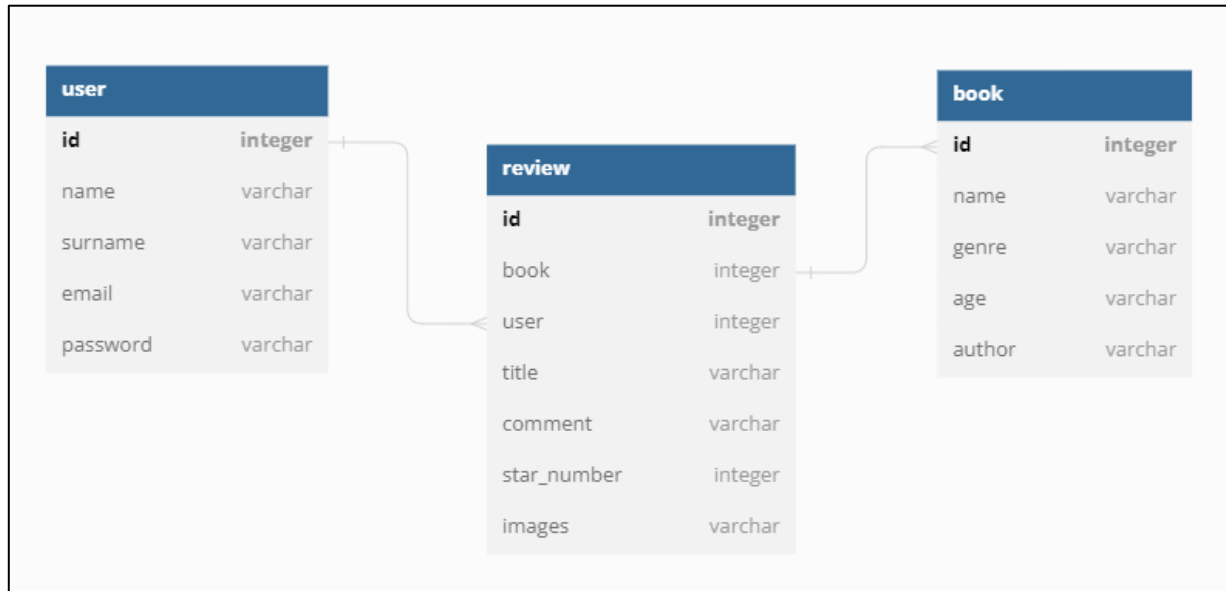 user
id integer
name varchar
surname varchar
email varchar
password varchar
review
id integer
book integer
user integer
title varchar
comment varchar
star_number integer
images varchar
book
id integer
name varchar
genre varchar
age varchar
author varchar